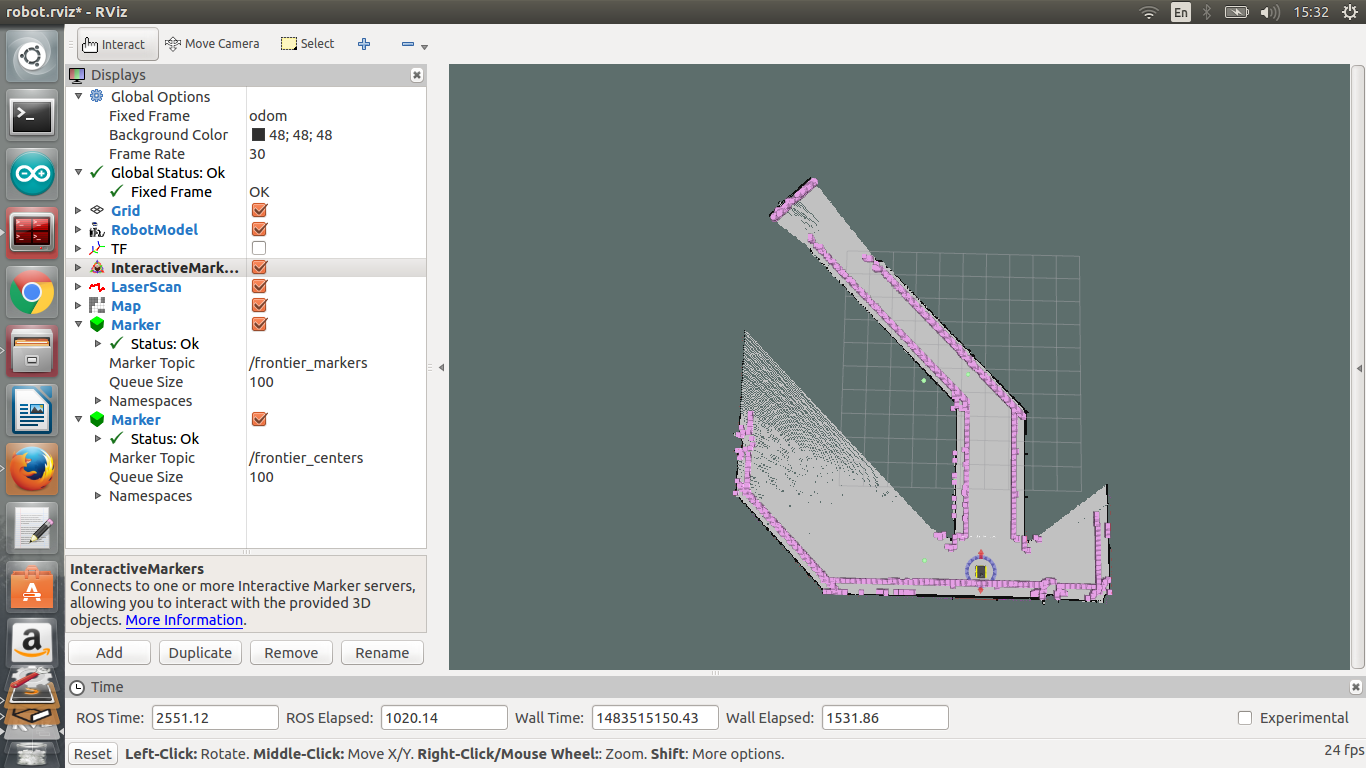 robot.rviz* - RViz
En
15:32
Interact
Move Camera
Select
Displays
Global Options
Fixed Frame odom
Background Color 48; 48; 48
Frame Rate 30
Global Status: Ok
Fixed Frame OK
Grid
RobotModel
TF
InteractiveMark...
LaserScan
Map
Marker
Status: Ok
Marker Topic /frontier_markers
Queue Size 100
Namespaces
Marker
Status: Ok
Marker Topic /frontier_centers
Queue Size 100
Namespaces
InteractiveMarkers
Connects to one or more Interactive Marker servers,
allowing you to interact with the provided 3D
objects. More Information.
Add Duplicate Remove Rename
Time
ROS Time: 2551.12 ROS Elapsed: 1020.14 Wall Time: 1483515150.43 Wall Elapsed: 1531.86 Experimental
Reset Left-Click: Rotate. Middle-Click: Move X/Y. Right-Click/Mouse Wheel:: Zoom. Shift: More options. 24 fps